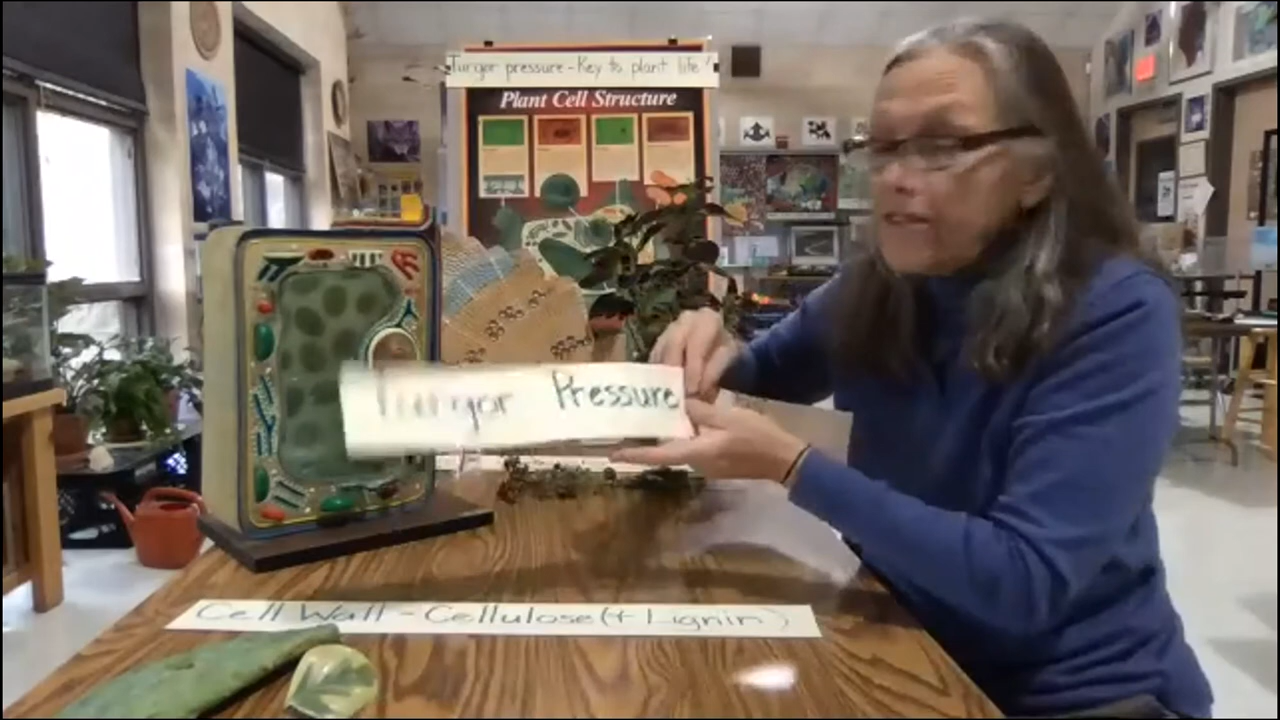 Turgor pressure - Key to plant life!
Plant Cell Structure
Turgor Pressure
Cell Wall - Cellulose (+ Lignin)